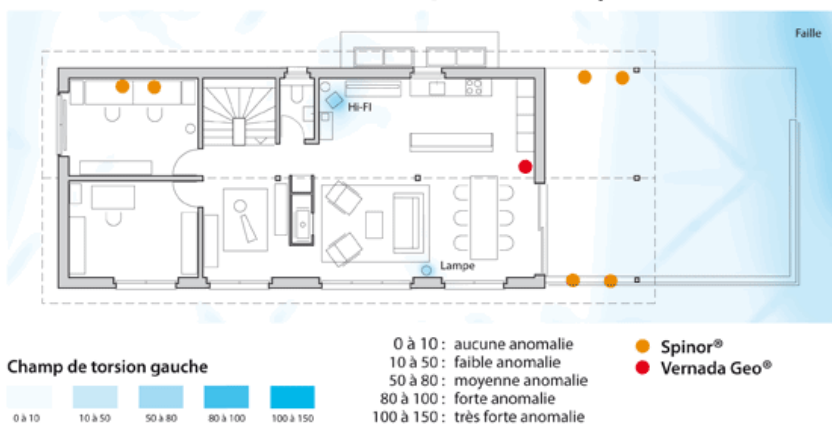 Faille
Hi-FI
Lampe
Champ de torsion gauche
0 à 10
10 à 50
50 à 80
80 à 100
100 à 150
0 à 10 : aucune anomalie
10 à 50 : faible anomalie
50 à 80 : moyenne anomalie
80 à 100 : forte anomalie
100 à 150 : très forte anomalie
Spinor®
Vernada Geo®